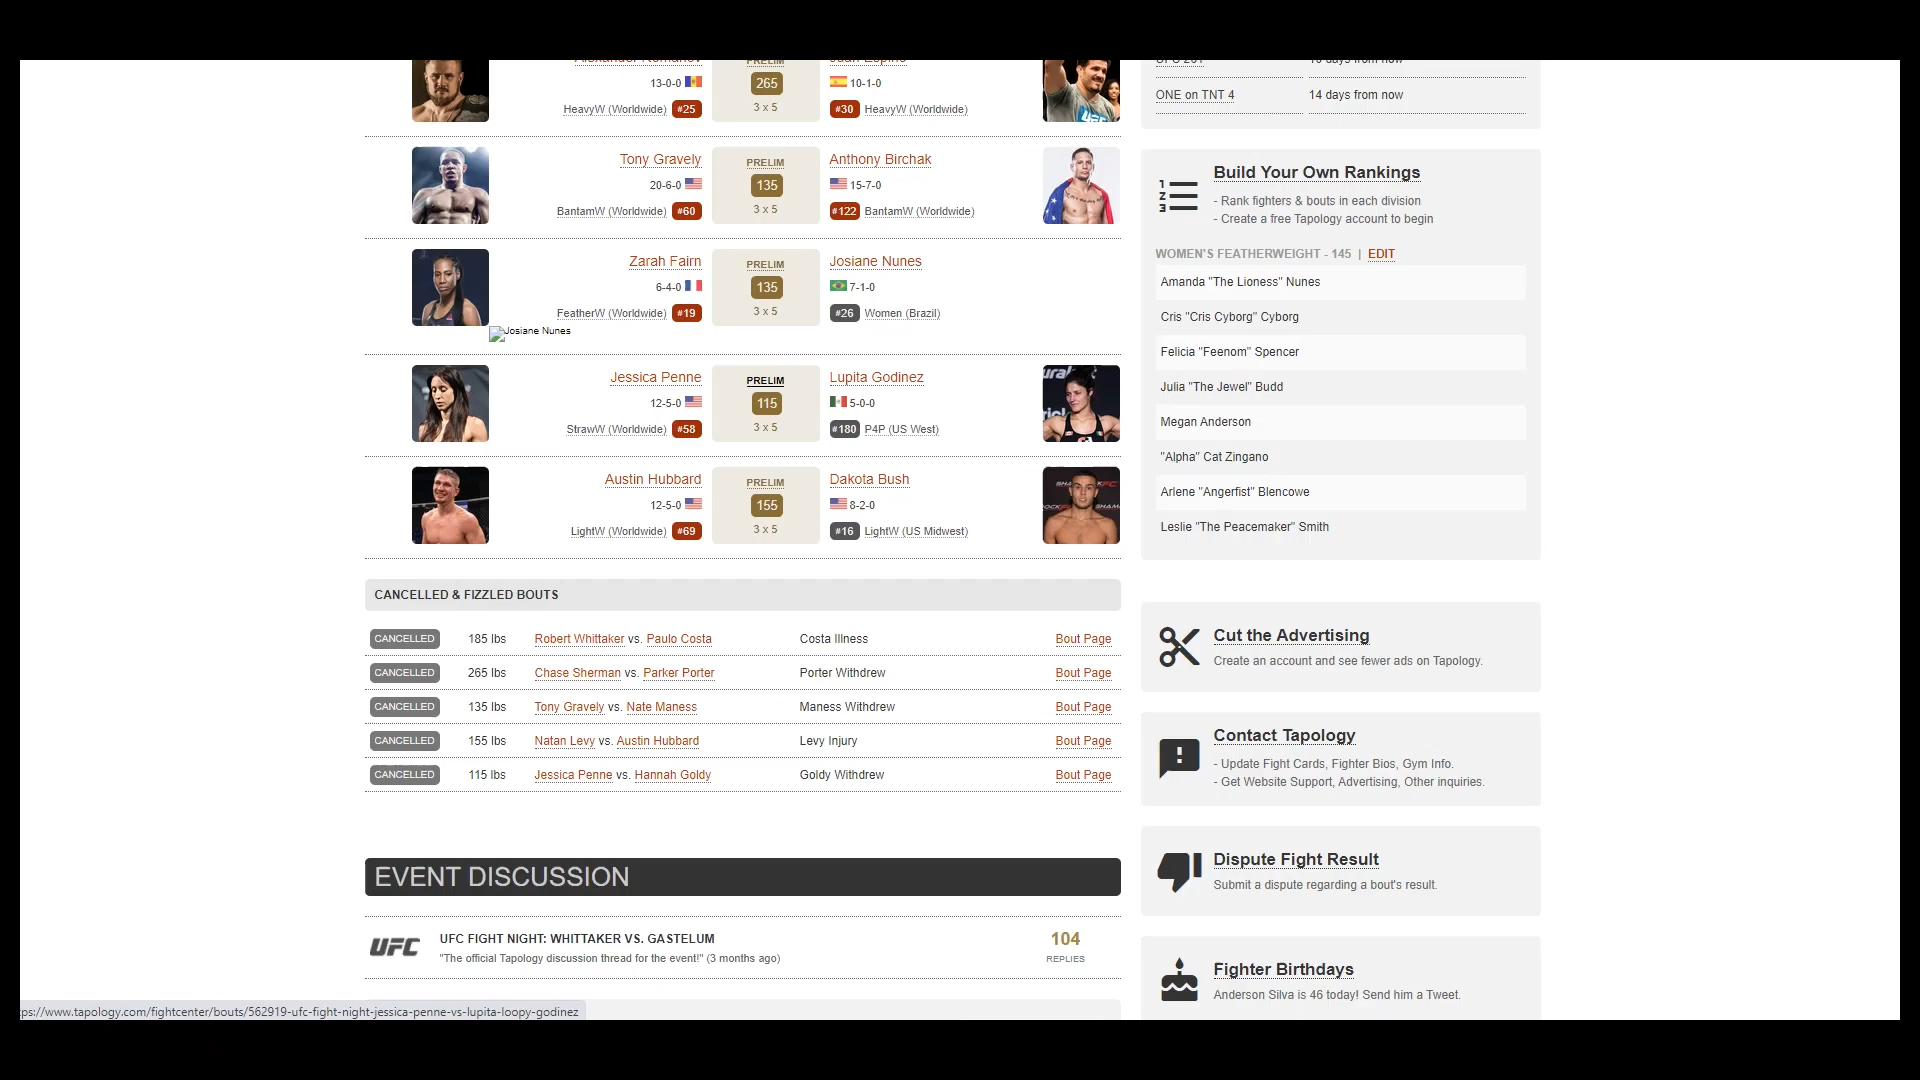 Alexander Romanov PRELIM Juan Espino
13-0-0 265 10-1-0
HeavyW (Worldwide) #25 3 x 5 #30 HeavyW (Worldwide)
Tony Gravely PRELIM Anthony Birchak
20-6-0 135 15-7-0
BantamW (Worldwide) #60 3 x 5 #122 BantamW (Worldwide)
Zarah Fairn PRELIM Josiane Nunes
6-4-0 135 7-1-0
FeatherW (Worldwide) #19 3 x 5 #26 Women (Brazil)
Josiane Nunes
Jessica Penne PRELIM Lupita Godinez
12-5-0 115 5-0-0
StrawW (Worldwide) #58 3 x 5 #180 P4P (US West)
Austin Hubbard PRELIM Dakota Bush
12-5-0 155 8-2-0
LightW (Worldwide) #69 3 x 5 #16 LightW (US Midwest)
CANCELLED & FIZZLED BOUTS
CANCELLED 185 lbs Robert Whittaker vs. Paulo Costa Costa Illness Bout Page
CANCELLED 265 lbs Chase Sherman vs. Parker Porter Porter Withdrew Bout Page
CANCELLED 135 lbs Tony Gravely vs. Nate Maness Maness Withdrew Bout Page
CANCELLED 155 lbs Natan Levy vs. Austin Hubbard Levy Injury Bout Page
CANCELLED 115 lbs Jessica Penne vs. Hannah Goldy Goldy Withdrew Bout Page
EVENT DISCUSSION
UFC
UFC FIGHT NIGHT: WHITTAKER VS. GASTELUM 104
"The official Tapology discussion thread for the event!" (3 months ago) REPLIES
ps://www.tapology.com/fightcenter/bouts/562919-ufc-fight-night-jessica-penne-vs-lupita-loopy-godinez
ONE on TNT 4 14 days from now
Build Your Own Rankings
- Rank fighters & bouts in each division
- Create a free Tapology account to begin
WOMEN'S FEATHERWEIGHT - 145 | EDIT
Amanda "The Lioness" Nunes
Cris "Cris Cyborg" Cyborg
Felicia "Feenom" Spencer
Julia "The Jewel" Budd
Megan Anderson
"Alpha" Cat Zingano
Arlene "Angerfist" Blencowe
Leslie "The Peacemaker" Smith
Cut the Advertising
Create an account and see fewer ads on Tapology.
Contact Tapology
- Update Fight Cards, Fighter Bios, Gym Info.
- Get Website Support, Advertising, Other inquiries.
Dispute Fight Result
Submit a dispute regarding a bout's result.
Fighter Birthdays
Anderson Silva is 46 today! Send him a Tweet.